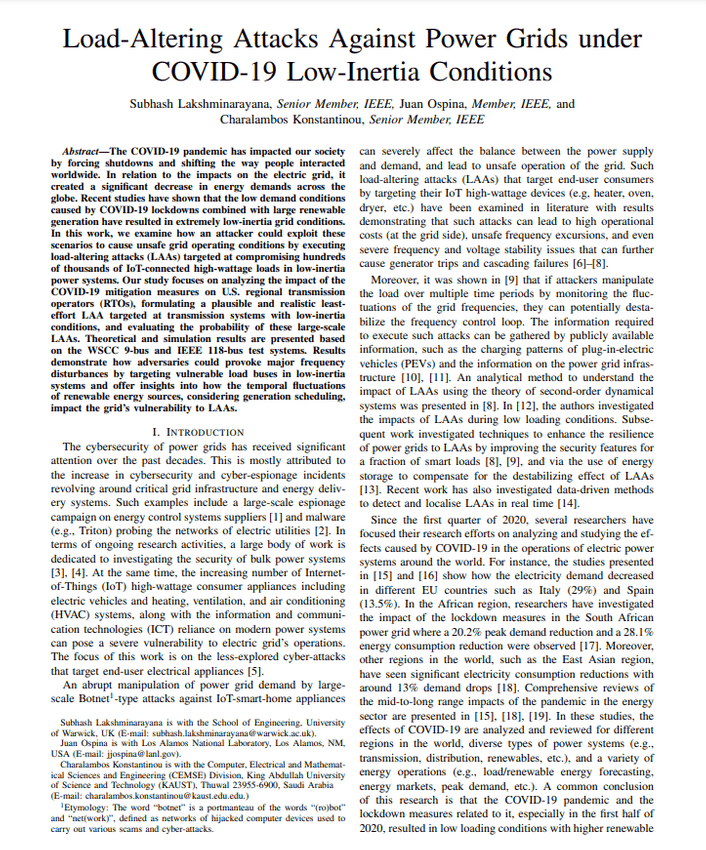 Load-Altering Attacks Against Power Grids under
COVID-19 Low-Inertia Conditions
Subhash Lakshminarayana, Senior Member, IEEE, Juan Ospina, Member, IEEE, and
Charalambos Konstantinou, Senior Member, IEEE
Abstract—The COVID-19 pandemic has impacted our society
by forcing shutdowns and shifting the way people interacted
worldwide. In relation to the impacts on the electric grid, it
created a significant decrease in energy demands across the
globe. Recent studies have shown that the low demand conditions
caused by COVID-19 lockdowns combined with large renewable
generation have resulted in extremely low-inertia grid conditions.
In this work, we examine how an attacker could exploit these
scenarios to cause unsafe grid operating conditions by executing
load-altering attacks (LAAs) targeted at compromising hundreds
of thousands of IoT-connected high-wattage loads in low-inertia
power systems. Our study focuses on analyzing the impact of the
COVID-19 mitigation measures on U.S. regional transmission
operators (RTOs), formulating a plausible and realistic least-
effort LAA targeted at transmission systems with low-inertia
conditions, and evaluating the probability of these large-scale
LAAs. Theoretical and simulation results are presented based
on the WSCC 9-bus and IEEE 118-bus test systems. Results
demonstrate how adversaries could provoke major frequency
disturbances by targeting vulnerable load buses in low-inertia
systems and offer insights into how the temporal fluctuations
of renewable energy sources, considering generation scheduling,
impact the grid's vulnerability to LAAs.
I. INTRODUCTION
The cybersecurity of power grids has received significant
attention over the past decades. This is mostly attributed to
the increase in cybersecurity and cyber-espionage incidents
revolving around critical grid infrastructure and energy deliv-
ery systems. Such examples include a large-scale espionage
campaign on energy control systems suppliers [1] and malware
(e.g., Triton) probing the networks of electric utilities [2]. In
terms of ongoing research activities, a large body of work is
dedicated to investigating the security of bulk power systems
[3], [4]. At the same time, the increasing number of Internet-
of-Things (IoT) high-wattage consumer appliances including
electric vehicles and heating, ventilation, and air conditioning
(HVAC) systems, along with the information and communi-
cation technologies (ICT) reliance on modern power systems
can pose a severe vulnerability to electric grid's operations.
The focus of this work is on the less-explored cyber-attacks
that target end-user electrical appliances [5].
An abrupt manipulation of power grid demand by large-
scale Botnet1-type attacks against IoT-smart-home appliances
Subhash Lakshminarayana is with the School of Engineering, University
of Warwick, UK (E-mail: subhash.lakshminarayana@warwick.ac.uk).
Juan Ospina is with Los Alamos National Laboratory, Los Alamos, NM,
USA (E-mail: jjospina@lanl.gov).
Charalambos Konstantinou is with the Computer, Electrical and Mathemat-
ical Sciences and Engineering (CEMSE) Division, King Abdullah University
of Science and Technology (KAUST), Thuwal 23955-6900, Saudi Arabia
(E-mail: charalambos.konstantinou@kaust.edu.edu.)
1Etymology: The word "botnet" is a portmanteau of the words "(ro)bot"
and "net(work)", defined as networks of hijacked computer devices used to
carry out various scams and cyber-attacks.
can severely affect the balance between the power supply
and demand, and lead to unsafe operation of the grid. Such
load-altering attacks (LAAs) that target end-user consumers
by targeting their IoT high-wattage devices (e.g, heater, oven,
dryer, etc.) have been examined in literature with results
demonstrating that such attacks can lead to high operational
costs (at the grid side), unsafe frequency excursions, and even
severe frequency and voltage stability issues that can further
cause generator trips and cascading failures [6]–[8].
Moreover, it was shown in [9] that if attackers manipulate
the load over multiple time periods by monitoring the fluc-
tuations of the grid frequencies, they can potentially desta-
bilize the frequency control loop. The information required
to execute such attacks can be gathered by publicly available
information, such as the charging patterns of plug-in-electric
vehicles (PEVs) and the information on the power grid infras-
tructure [10], [11]. An analytical method to understand the
impact of LAAs using the theory of second-order dynamical
systems was presented in [8]. In [12], the authors investigated
the impacts of LAAs during low loading conditions. Subse-
quent work investigated techniques to enhance the resilience
of power grids to LAAs by improving the security features for
a fraction of smart loads [8], [9], and via the use of energy
storage to compensate for the destabilizing effect of LAAs
[13]. Recent work has also investigated data-driven methods
to detect and localise LAAs in real time [14].
Since the first quarter of 2020, several researchers have
focused their research efforts on analyzing and studying the ef-
fects caused by COVID-19 in the operations of electric power
systems around the world. For instance, the studies presented
in [15] and [16] show how the electricity demand decreased
in different EU countries such as Italy (29%) and Spain
(13.5%). In the African region, researchers have investigated
the impact of the lockdown measures in the South African
power grid where a 20.2% peak demand reduction and a 28.1%
energy consumption reduction were observed [17]. Moreover,
other regions in the world, such as the East Asian region,
have seen significant electricity consumption reductions with
around 13% demand drops [18]. Comprehensive reviews of
the mid-to-long range impacts of the pandemic in the energy
sector are presented in [15], [18], [19]. In these studies, the
effects of COVID are analyzed and reviewed for different
regions in the world, diverse types of power systems (e.g.,
transmission, distribution, renewables, etc.), and a variety of
energy operations (e.g., load/renewable energy forecasting,
energy markets, peak demand, etc.). A common conclusion
of this research is that the COVID-19 pandemic and the
lockdown measures related to it, especially in the first half of
2020, resulted in low loading conditions with higher renewable